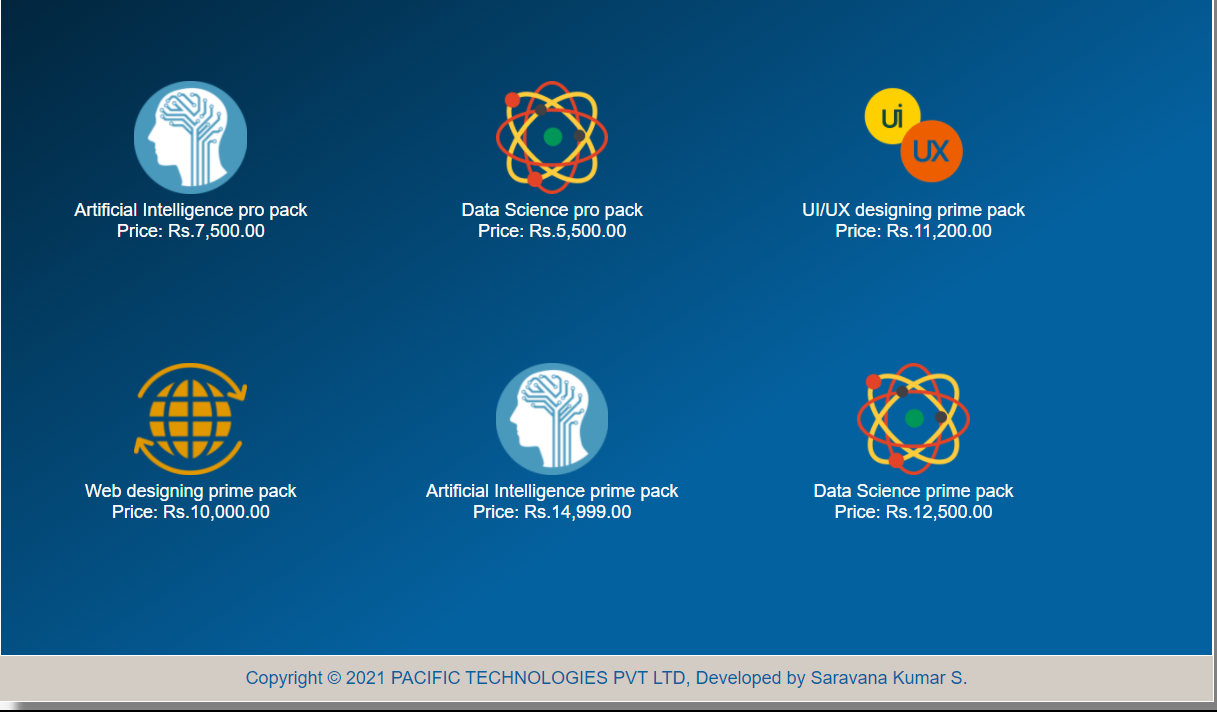 ui
UX
Artificial Intelligence pro pack
Price: Rs.7,500.00
Data Science pro pack
Price: Rs.5,500.00
UI/UX designing prime pack
Price: Rs.11,200.00
Web designing prime pack
Price: Rs.10,000.00
Artificial Intelligence prime pack
Price: Rs.14,999.00
Data Science prime pack
Price: Rs.12,500.00
Copyright © 2021 PACIFIC TECHNOLOGIES PVT LTD, Developed by Saravana Kumar S.